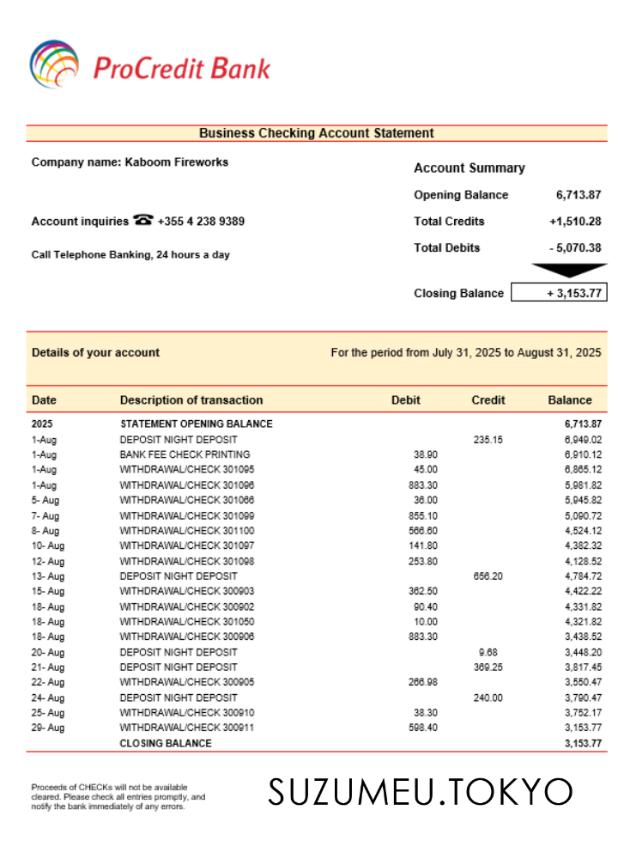 ProCredit Bank
Business Checking Account Statement
Company name: Kaboom Fireworks
Account inquiries ☎ +355 4 238 9389
Call Telephone Banking, 24 hours a day
Account Summary
Opening Balance 6,713.87
Total Credits +1,510.28
Total Debits - 5,070.38
Closing Balance + 3,153.77
Details of your account For the period from July 31, 2025 to August 31, 2025
Date Description of transaction Debit Credit Balance
2025 STATEMENT OPENING BALANCE 6,713.87
1-Aug DEPOSIT NIGHT DEPOSIT 235.15 6,949.02
1-Aug BANK FEE CHECK PRINTING 38.90 6,910.12
1-Aug WITHDRAWAL/CHECK 301095 45.00 6,865.12
1-Aug WITHDRAWAL/CHECK 301096 883.30 5,981.82
5- Aug WITHDRAWAL/CHECK 301066 36.00 5,945.82
7- Aug WITHDRAWAL/CHECK 301099 855.10 5,090.72
8- Aug WITHDRAWAL/CHECK 301100 566.60 4,524.12
10- Aug WITHDRAWAL/CHECK 301097 141.80 4,382.32
12- Aug WITHDRAWAL/CHECK 301098 253.80 4,128.52
13- Aug DEPOSIT NIGHT DEPOSIT 656.20 4,784.72
15- Aug WITHDRAWAL/CHECK 300903 362.50 4,422.22
18- Aug WITHDRAWAL/CHECK 300902 90.40 4,331.82
18- Aug WITHDRAWAL/CHECK 301050 10.00 4,321.82
18- Aug WITHDRAWAL/CHECK 300906 883.30 3,438.52
20- Aug DEPOSIT NIGHT DEPOSIT 9.68 3,448.20
21- Aug DEPOSIT NIGHT DEPOSIT 369.25 3,817.45
22- Aug WITHDRAWAL/CHECK 300905 266.98 3,550.47
24- Aug DEPOSIT NIGHT DEPOSIT 240.00 3,790.47
25- Aug WITHDRAWAL/CHECK 300910 38.30 3,752.17
29- Aug WITHDRAWAL/CHECK 300911 598.40 3,153.77
CLOSING BALANCE 3,153.77
Proceeds of CHECKs will not be available
cleared. Please check all entries promptly, and
notify the bank immediately of any errors.
SUZUMEU.TOKYO